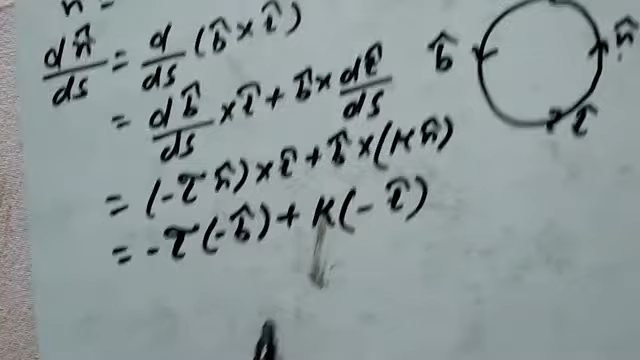 dn̂/ds = d/ds (b̂ × t̂)
= db̂/ds × t̂ + b̂ × dt̂/ds
= (-τ n̂) × t̂ + b̂ × (κ n̂)
= -τ(-b̂) + κ(-t̂)
b̂
n̂
t̂